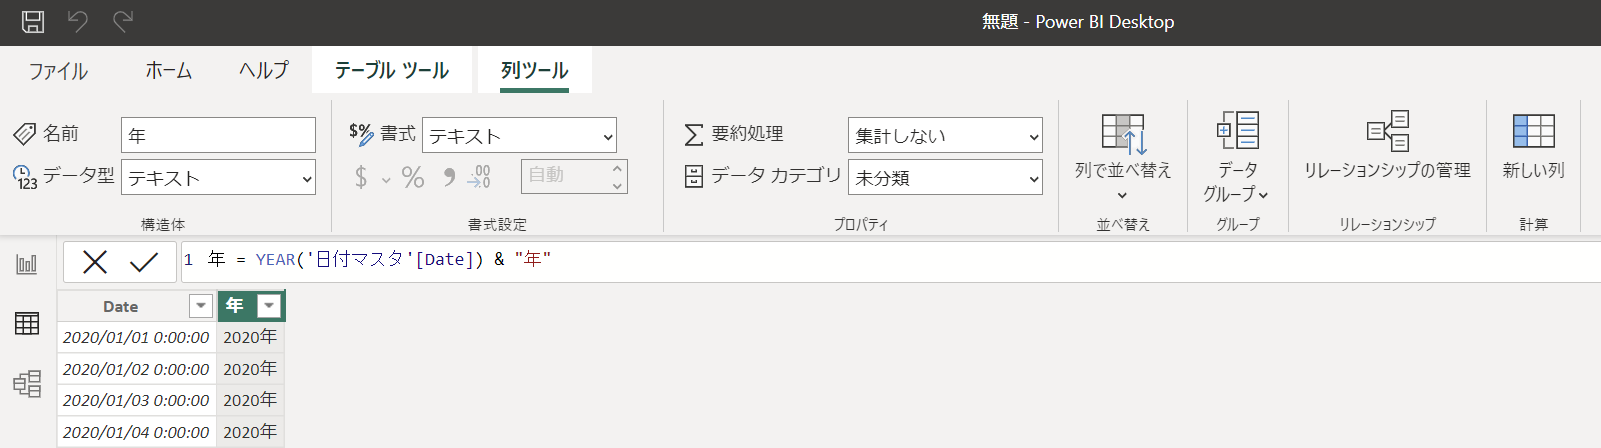 無題 - Power BI Desktop
ファイル ホーム ヘルプ テーブル ツール 列ツール
名前 年
データ型 テキスト
構造体
$% 書式 テキスト
$ % 9 .00 →.0 自動
書式設定
Σ 要約処理 集計しない
データ カテゴリ 未分類
プロパティ
列で並べ替え
並べ替え
データ
グループ
グループ
リレーションシップの管理
リレーションシップ
新しい列
計算
1 年 = YEAR('日付マスタ'[Date]) & "年"
Date 年
2020/01/01 0:00:00 2020年
2020/01/02 0:00:00 2020年
2020/01/03 0:00:00 2020年
2020/01/04 0:00:00 2020年